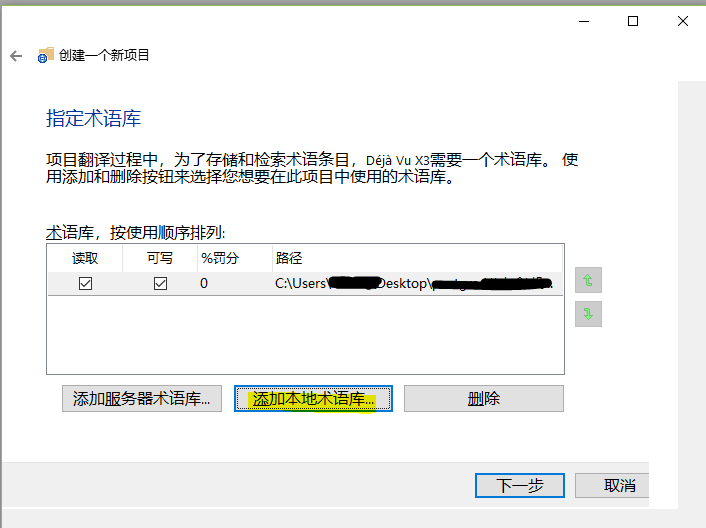 创建一个新项目
指定术语库
项目翻译过程中，为了存储和检索术语条目，Déjà Vu X3需要一个术语库。 使
用添加和删除按钮来选择您想要在此项目中使用的术语库。
术语库，按使用顺序排列:
读取 可写 %罚分 路径
0 C:\Users\ Desktop\
添加服务器术语库... 添加本地术语库... 删除
下一步 取消